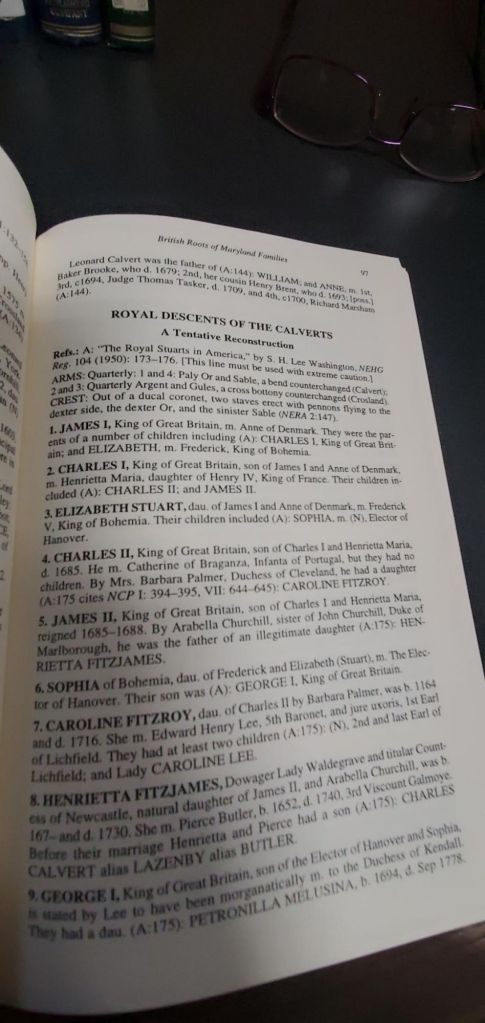 COMPANY
British Roots of Maryland Families
97
Leonard Calvert was the father of (A:144): WILLIAM; and ANNE, m. 1st,
Baker Brooke, who d. 1679; 2nd, her cousin Henry Brent, who d. 1693; [poss.]
3rd, c1694, Judge Thomas Tasker, d. 1709, and 4th, c1700, Richard Marsham
(A:144).
ROYAL DESCENTS OF THE CALVERTS
A Tentative Reconstruction
Refs.: A: "The Royal Stuarts in America," by S. H. Lee Washington, NEHG
Reg. 104 (1950): 173–176. [This line must be used with extreme caution.]
ARMS: Quarterly: 1 and 4: Paly Or and Sable, a bend counterchanged (Calvert);
2 and 3: Quarterly Argent and Gules, a cross bottony counterchanged (Crosland).
CREST: Out of a ducal coronet, two staves erect with pennons flying to the
dexter side, the dexter Or, and the sinister Sable (NERA 2:147).
1. JAMES I, King of Great Britain, m. Anne of Denmark. They were the par-
ents of a number of children including (A): CHARLES I, King of Great Brit-
ain; and ELIZABETH, m. Frederick, King of Bohemia.
2. CHARLES I, King of Great Britain, son of James I and Anne of Denmark,
m. Henrietta Maria, daughter of Henry IV, King of France. Their children in-
cluded (A): CHARLES II; and JAMES II.
3. ELIZABETH STUART, dau. of James I and Anne of Denmark, m. Frederick
V, King of Bohemia. Their children included (A): SOPHIA, m. (N), Elector of
Hanover.
4. CHARLES II, King of Great Britain, son of Charles I and Henrietta Maria,
d. 1685. He m. Catherine of Braganza, Infanta of Portugal, but they had no
children. By Mrs. Barbara Palmer, Duchess of Cleveland, he had a daughter
(A:175 cites NCP I: 394–395, VII: 644–645): CAROLINE FITZROY.
5. JAMES II, King of Great Britain, son of Charles I and Henrietta Maria,
reigned 1685–1688. By Arabella Churchill, sister of John Churchill, Duke of
Marlborough, he was the father of an illegitimate daughter (A:175): HEN-
RIETTA FITZJAMES.
6. SOPHIA of Bohemia, dau. of Frederick and Elizabeth (Stuart), m. The Elec-
tor of Hanover. Their son was (A): GEORGE I, King of Great Britain.
7. CAROLINE FITZROY, dau. of Charles II by Barbara Palmer, was b. 1164
and d. 1716. She m. Edward Henry Lee, 5th Baronet, and jure uxoris, 1st Earl
of Lichfield. They had at least two children (A:175): (N), 2nd and last Earl of
Lichfield; and Lady CAROLINE LEE.
8. HENRIETTA FITZJAMES, Dowager Lady Waldegrave and titular Count-
ess of Newcastle, natural daughter of James II, and Arabella Churchill, was b.
167– and d. 1730. She m. Pierce Butler, b. 1652, d. 1740, 3rd Viscount Galmoye.
Before their marriage Henrietta and Pierce had a son (A:175): CHARLES
CALVERT alias LAZENBY alias BUTLER.
9. GEORGE I, King of Great Britain, son of the Elector of Hanover and Sophia,
is stated by Lee to have been morganatically m. to the Duchess of Kendall.
They had a dau. (A:175): PETRONILLA MELUSINA, b. 1694, d. Sep 1778.